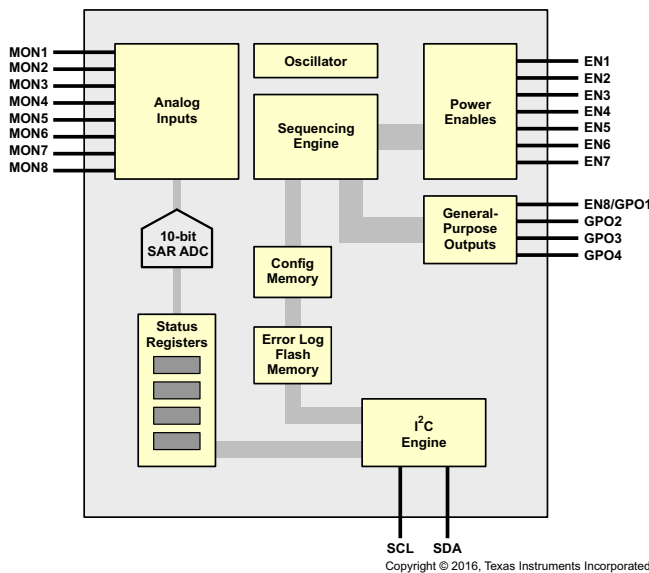 MON1
MON2
MON3
MON4
MON5
MON6
MON7
MON8
Analog
Inputs
Oscillator
Sequencing
Engine
Power
Enables
EN1
EN2
EN3
EN4
EN5
EN6
EN7
General-
Purpose
Outputs
EN8/GPO1
GPO2
GPO3
GPO4
10-bit
SAR ADC
Config
Memory
Status
Registers
Error Log
Flash
Memory
I²C
Engine
SCL SDA
Copyright © 2016, Texas Instruments Incorporated